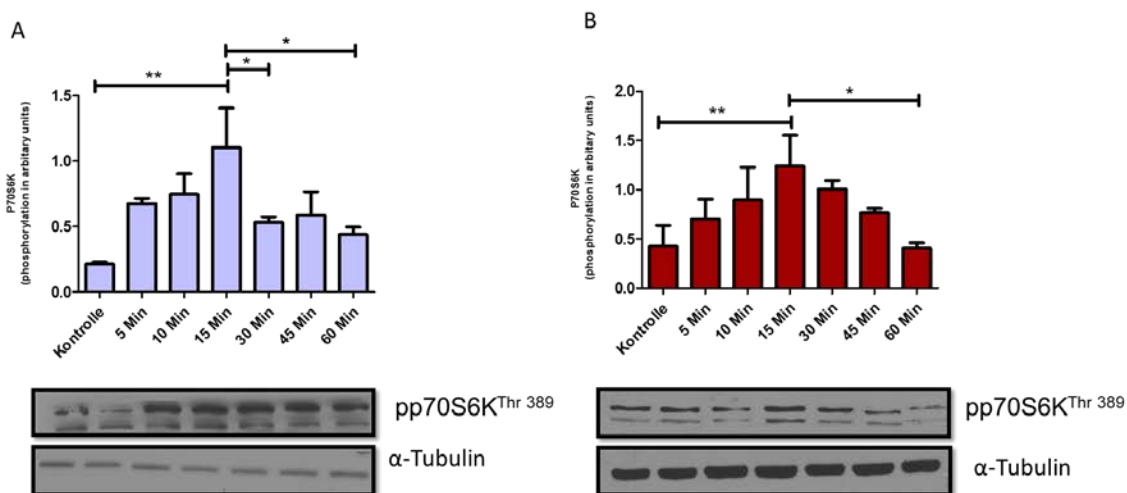 A
*
*
**
P70S6K
(phosphorylation in arbitary units)
1.5
1.0
0.5
0.0
Kontrolle
5 Min
10 Min
15 Min
30 Min
45 Min
60 Min
pp70S6K^Thr 389
α-Tubulin
B
*
**
P70S6K
(phosphorylation in arbitary units)
2.0
1.5
1.0
0.5
0.0
Kontrolle
5 Min
10 Min
15 Min
30 Min
45 Min
60 Min
pp70S6K^Thr 389
α-Tubulin